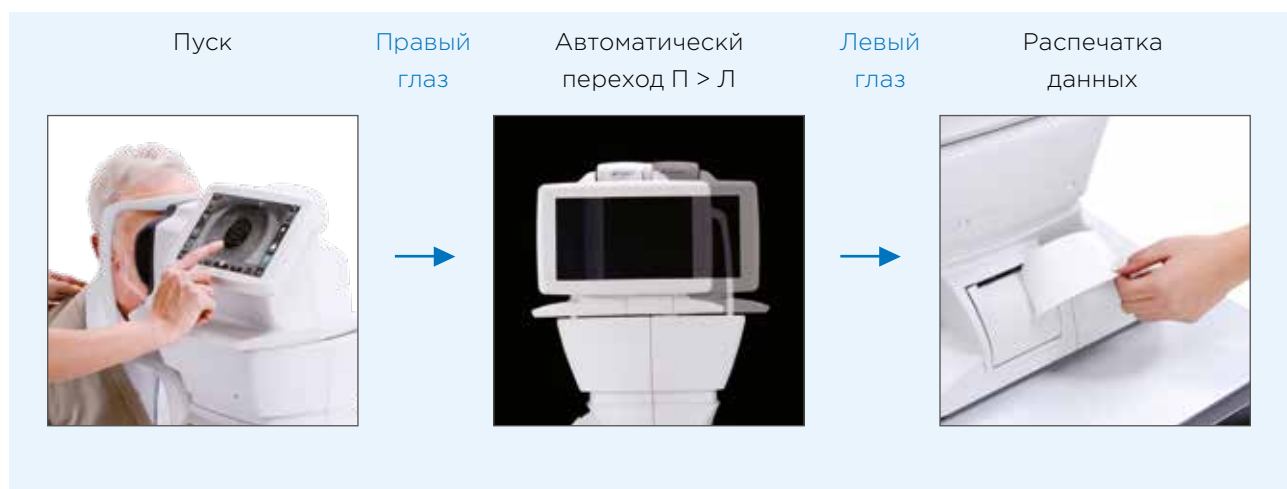 Пуск
Правый
глаз
Автоматическй
переход П > Л
Левый
глаз
Распечатка
данных